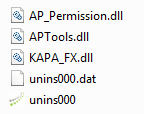 AP_Permission.dll
APTools.dll
KAPA_FX.dll
unins000.dat
unins000